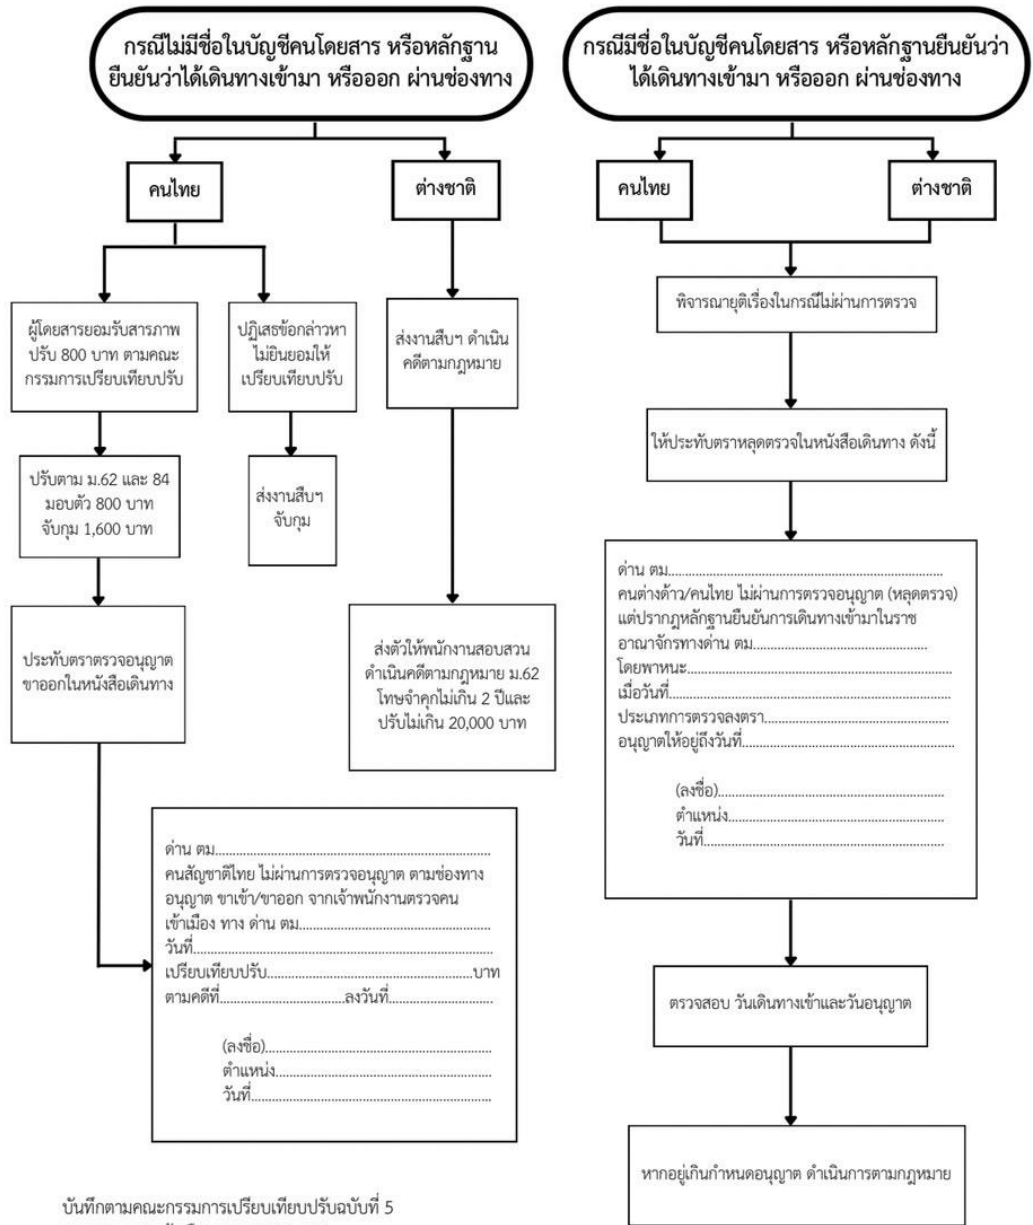 กรณีไม่มีชื่อในบัญชีคนโดยสาร หรือหลักฐาน
ยืนยันว่าได้เดินทางเข้ามา หรือออก ผ่านช่องทาง
คนไทย
ต่างชาติ
ผู้โดยสารยอมรับสารภาพ
ปรับ 800 บาท ตามคณะ
กรรมการเปรียบเทียบปรับ
ปฏิเสธข้อกล่าวหา
ไม่ยินยอมให้
เปรียบเทียบปรับ
ส่งงานสืบฯ ดำเนิน
คดีตามกฎหมาย
ปรับตาม ม.62 และ 84
มอบตัว 800 บาท
จับกุม 1,600 บาท
ส่งงานสืบฯ
จับกุม
ประทับตราตรวจอนุญาต
ขาออกในหนังสือเดินทาง
ส่งตัวให้พนักงานสอบสวน
ดำเนินคดีตามกฎหมาย ม.62
โทษจำคุกไม่เกิน 2 ปีและ
ปรับไม่เกิน 20,000 บาท
ด่าน ตม...............................................................
คนสัญชาติไทย ไม่ผ่านการตรวจอนุญาต ตามช่องทาง
อนุญาต ขาเข้า/ขาออก จากเจ้าพนักงานตรวจคน
เข้าเมือง ทาง ด่าน ตม............................................
วันที่....................................................................
เปรียบเทียบปรับ...............................................บาท
ตามคดีที่.............................ลงวันที่........................
(ลงชื่อ)....................................................
ตำแหน่ง..................................................
วันที่.......................................................
บันทึกตามคณะกรรมการเปรียบเทียบปรับฉบับที่ 5
กรณีมีชื่อในบัญชีคนโดยสาร หรือหลักฐานยืนยันว่า
ได้เดินทางเข้ามา หรือออก ผ่านช่องทาง
คนไทย
ต่างชาติ
พิจารณายุติเรื่องในกรณีไม่ผ่านการตรวจ
ให้ประทับตราหลุดตรวจในหนังสือเดินทาง ดังนี้
ด่าน ตม...............................................................
คนต่างด้าว/คนไทย ไม่ผ่านการตรวจอนุญาต (หลุดตรวจ)
แต่ปรากฎหลักฐานยืนยันการเดินทางเข้ามาในราช
อาณาจักรทางด่าน ตม........................................
โดยพาหนะ............................................................
เมื่อวันที่................................................................
ประเภทการตรวจลงตรา...........................................
อนุญาตให้อยู่ถึงวันที่................................................
(ลงชื่อ)....................................................
ตำแหน่ง..................................................
วันที่.......................................................
ตรวจสอบ วันเดินทางเข้าและวันอนุญาต
หากอยู่เกินกำหนดอนุญาต ดำเนินการตามกฎหมาย